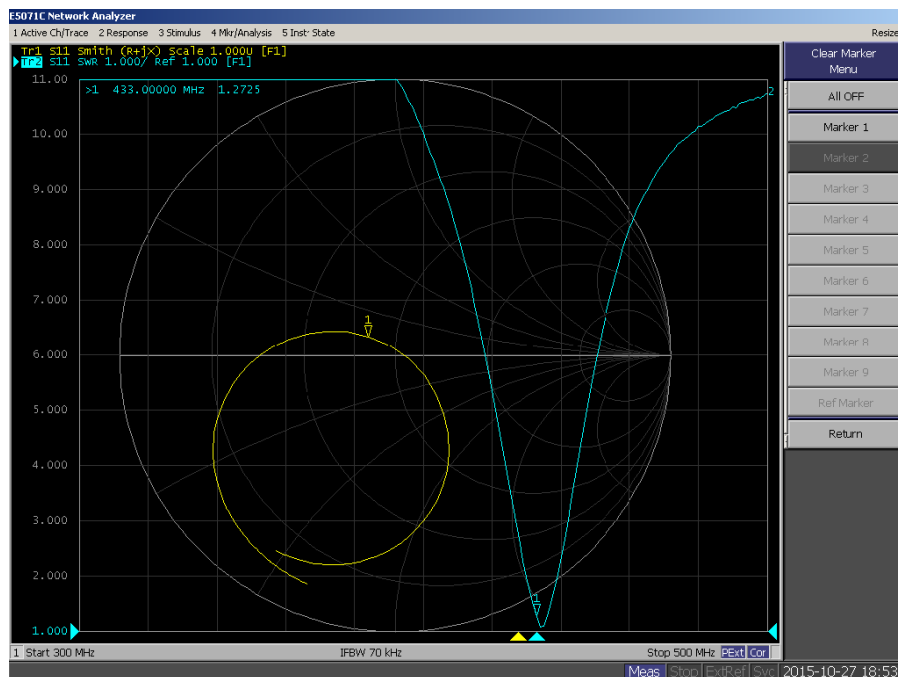 E5071C Network Analyzer
1 Active Ch/Trace 2 Response 3 Stimulus 4 Mkr/Analysis 5 Instr State
Resize
Tr1 S11 Smith (R+jX) Scale 1.000U [F1]
Tr2 S11 SWR 1.000/ Ref 1.000 [F1]
>1 433.00000 MHz 1.2725
11.00
10.00
9.000
8.000
7.000
6.000
5.000
4.000
3.000
2.000
1.000
1
1
2
Clear Marker
Menu
All OFF
Marker 1
Marker 2
Marker 3
Marker 4
Marker 5
Marker 6
Marker 7
Marker 8
Marker 9
Ref Marker
Return
1 Start 300 MHz
IFBW 70 kHz
Stop 500 MHz PExt Cor
Meas Stop ExtRef Svc 2015-10-27 18:53